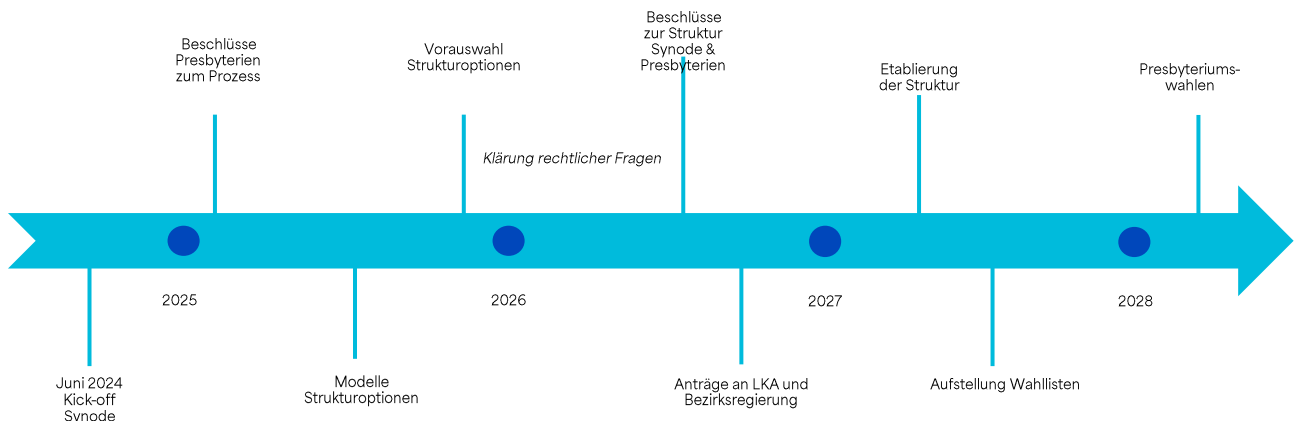 Beschlüsse
Presbyterien
zum Prozess
Vorauswahl
Strukturoptionen
Beschlüsse
zur Struktur
Synode &
Presbyterien
Etablierung
der Struktur
Presbyteriums-
wahlen
Klärung rechtlicher Fragen
2025
2026
2027
2028
Juni 2024
Kick-off
Synode
Modelle
Strukturoptionen
Anträge an LKA und
Bezirksregierung
Aufstellung Wahllisten